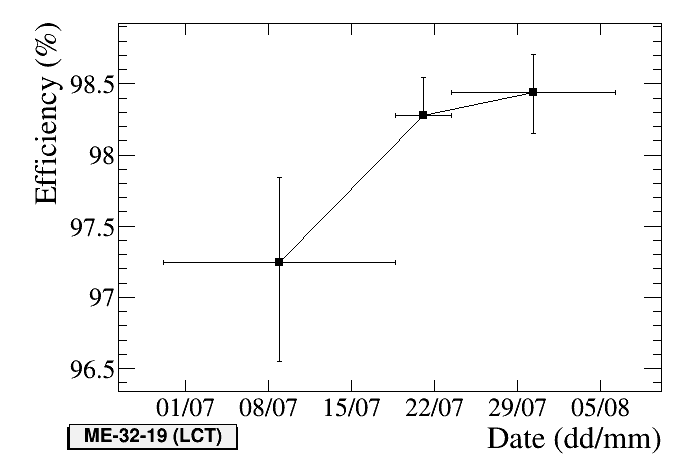 Efficiency (%)
98.5
98
97.5
97
96.5
01/07 08/07 15/07 22/07 29/07 05/08
ME-32-19 (LCT)
Date (dd/mm)